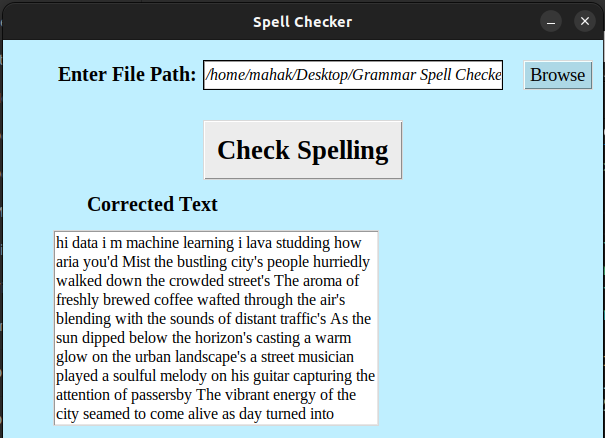 Spell Checker
Enter File Path: /home/mahak/Desktop/Grammar Spell Checke Browse
Check Spelling
Corrected Text
hi data i m machine learning i lava studding how
aria you'd Mist the bustling city's people hurriedly
walked down the crowded street's The aroma of
freshly brewed coffee wafted through the air's
blending with the sounds of distant traffic's As the
sun dipped below the horizon's casting a warm
glow on the urban landscape's a street musician
played a soulful melody on his guitar capturing the
attention of passersby The vibrant energy of the
city seamed to come alive as day turned into